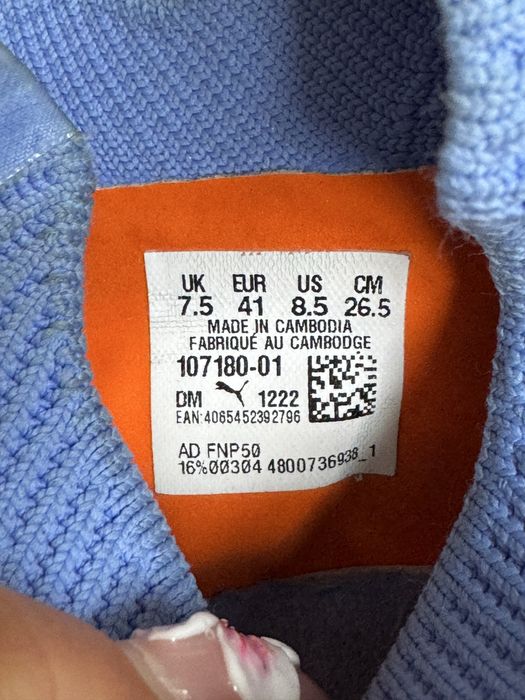 UK EUR US CM
7.5 41 8.5 26.5
MADE IN CAMBODIA
FABRIQUÉ AU CAMBODGE
107180-01
DM 1222
EAN:4065452392796
AD FNP50
16%00304 4800736938_1